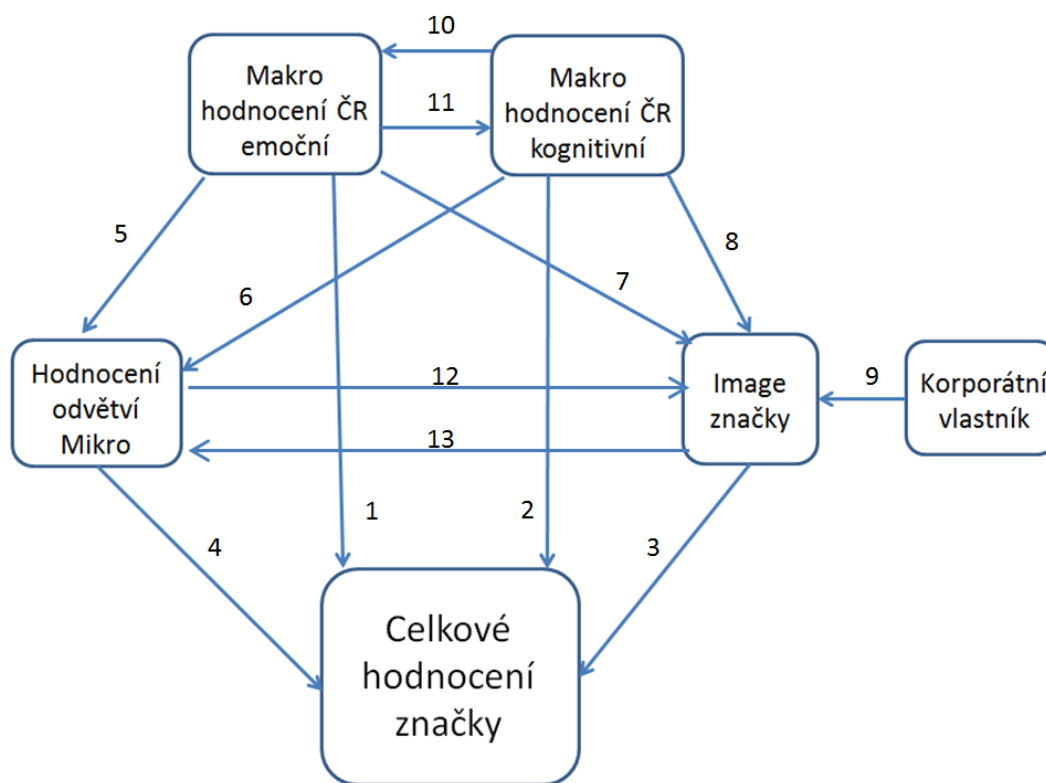 10
Makro
hodnocení ČR
emoční
11
Makro
hodnocení ČR
kognitivní
5
6
7
8
Hodnocení
odvětví
Mikro
12
13
Image
značky
9
Korporátní
vlastník
4
1
2
3
Celkové
hodnocení
značky